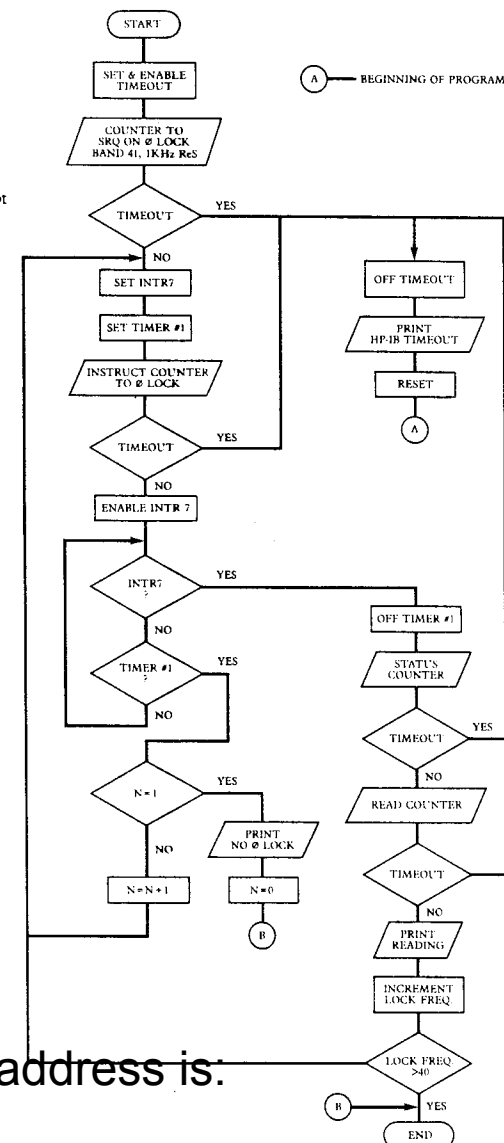 START
SET & ENABLE
TIMEOUT
A
BEGINNING OF PROGRAM
COUNTER TO
SRQ ON Ø LOCK
BAND 41, 1KHz ReS
TIMEOUT
YES
NO
SET INTR7
SET TIMER #1
INSTRUCT COUNTER
TO Ø LOCK
OFF TIMEOUT
PRINT
HP-IB TIMEOUT
RESET
A
TIMEOUT
YES
NO
ENABLE INTR 7
INTR7
?
YES
NO
TIMER #1
?
YES
NO
OFF TIMER #1
STATUS
COUNTER
TIMEOUT
YES
NO
READ COUNTER
N=1
YES
NO
PRINT
NO Ø LOCK
N=N+1
N=0
B
TIMEOUT
NO
PRINT
READING
INCREMENT
LOCK FREQ.
LOCK FREQ.
>40
YES
address is:
B
END